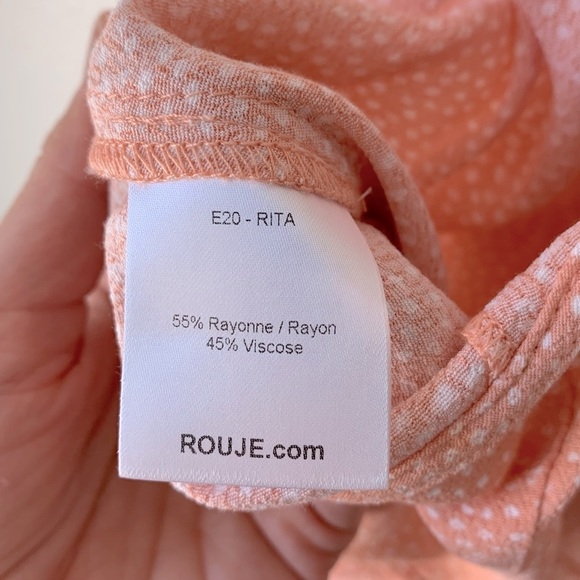 E20 - RITA
55% Rayonne / Rayon
45% Viscose
ROUJE.com